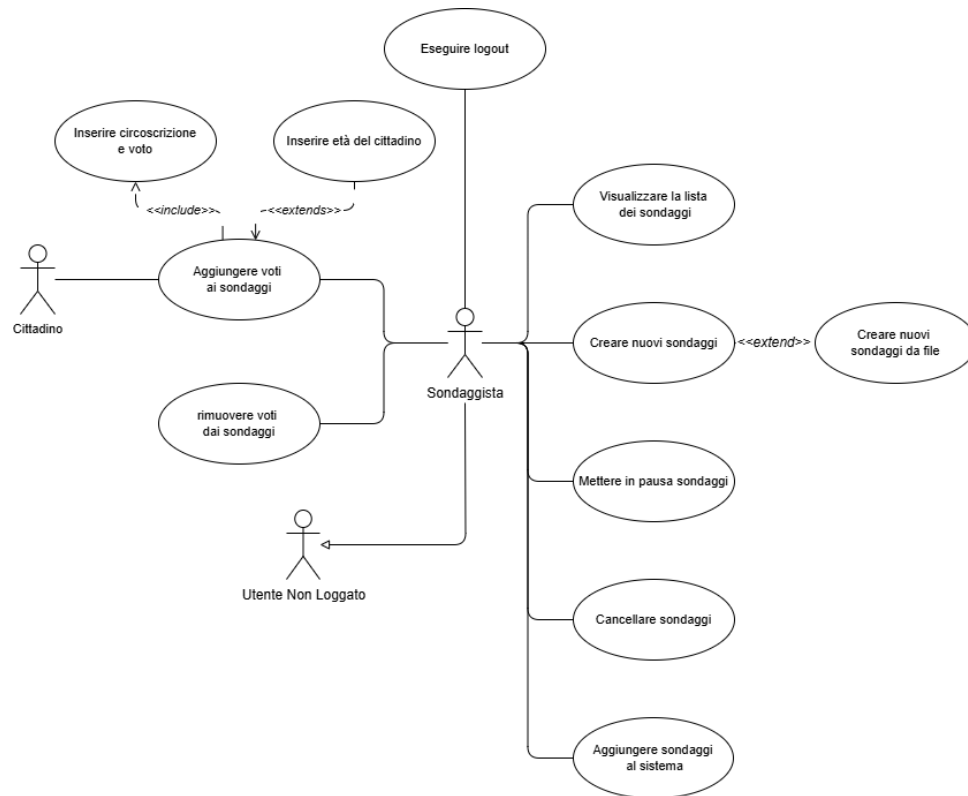 Eseguire logout
Inserire circoscrizione
e voto
Inserire età del cittadino
<<include>>
<<extends>>
Visualizzare la lista
dei sondaggi
Aggiungere voti
ai sondaggi
Cittadino
Creare nuovi sondaggi
<<extend>>
Creare nuovi
sondaggi da file
Sondaggista
rimuovere voti
dai sondaggi
Mettere in pausa sondaggi
Utente Non Loggato
Cancellare sondaggi
Aggiungere sondaggi
al sistema